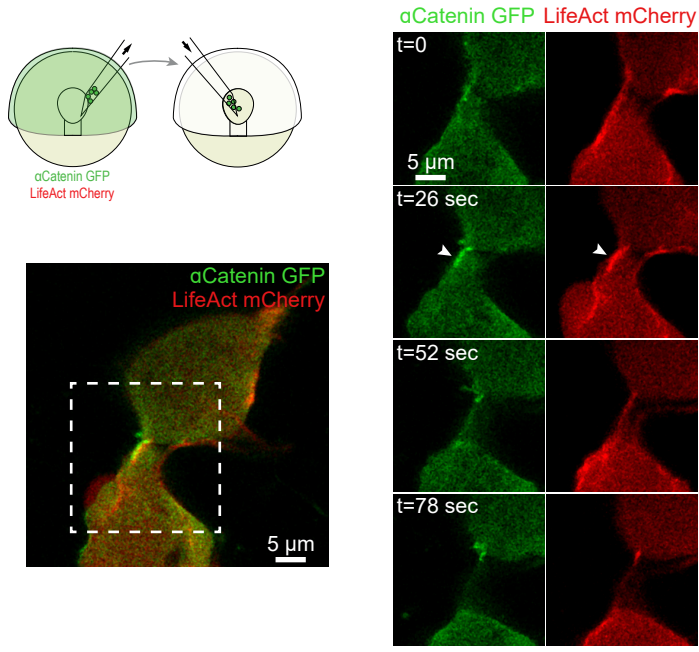 αCatenin GFP
LifeAct mCherry
αCatenin GFP
LifeAct mCherry
5 µm
αCatenin GFP LifeAct mCherry
t=0
5 µm
t=26 sec
t=52 sec
t=78 sec